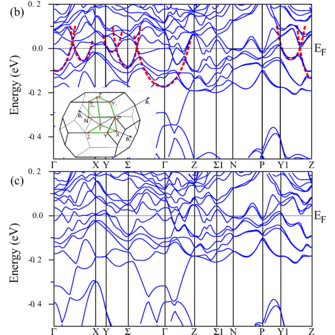 (b)
0.2
0.0
-0.2
-0.4
Energy (eV)
E_F
Γ X Y Σ Γ Z Σ1 N P Y1 Z
(c)
0.2
0.0
-0.2
-0.4
Energy (eV)
E_F
Γ X Y Σ Γ Z Σ1 N P Y1 Z